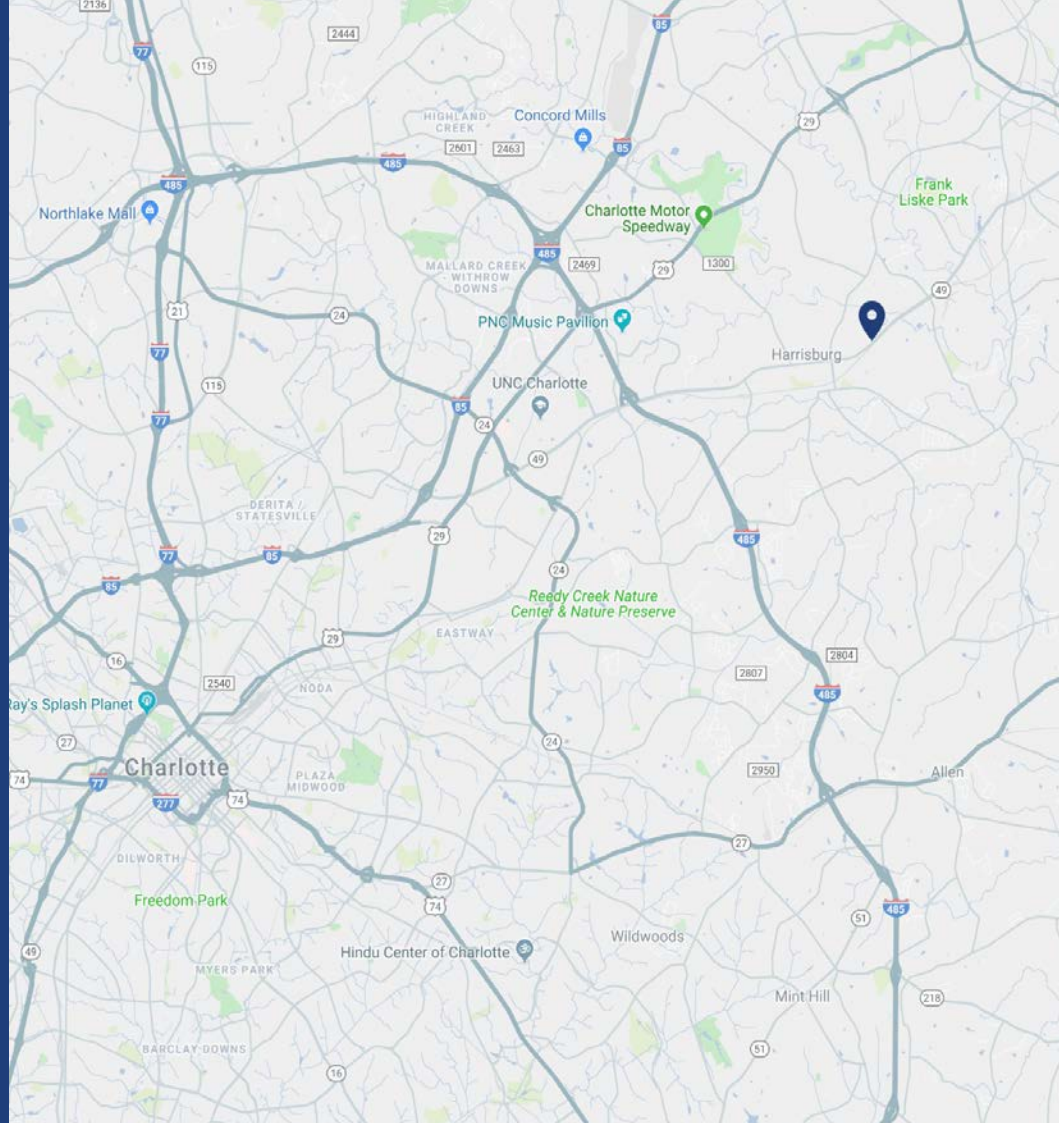 2136
77
2444
85
115
HIGHLAND
CREEK
Concord Mills
29
2601
2463
85
485
485
Northlake Mall
Frank
Liske Park
Charlotte Motor
Speedway
485
2469
29
1300
MALLARD CREEK
- WITHROW
DOWNS
49
21
24
PNC Music Pavilion
77
Harrisburg
115
UNC Charlotte
85
77
24
49
DERITA /
STATESVILLE
29
485
77
85
85
24
Reedy Creek Nature
Center & Nature Preserve
29
EASTWAY
16
2804
2540
NODA
2807
485
Ray's Splash Planet
27
24
74
77
Charlotte
277
74
PLAZA
MIDWOOD
2950
Allen
27
DILWORTH
27
74
Freedom Park
485
51
49
Hindu Center of Charlotte
Wildwoods
MYERS PARK
Mint Hill
218
BARCLAY DOWNS
51
16